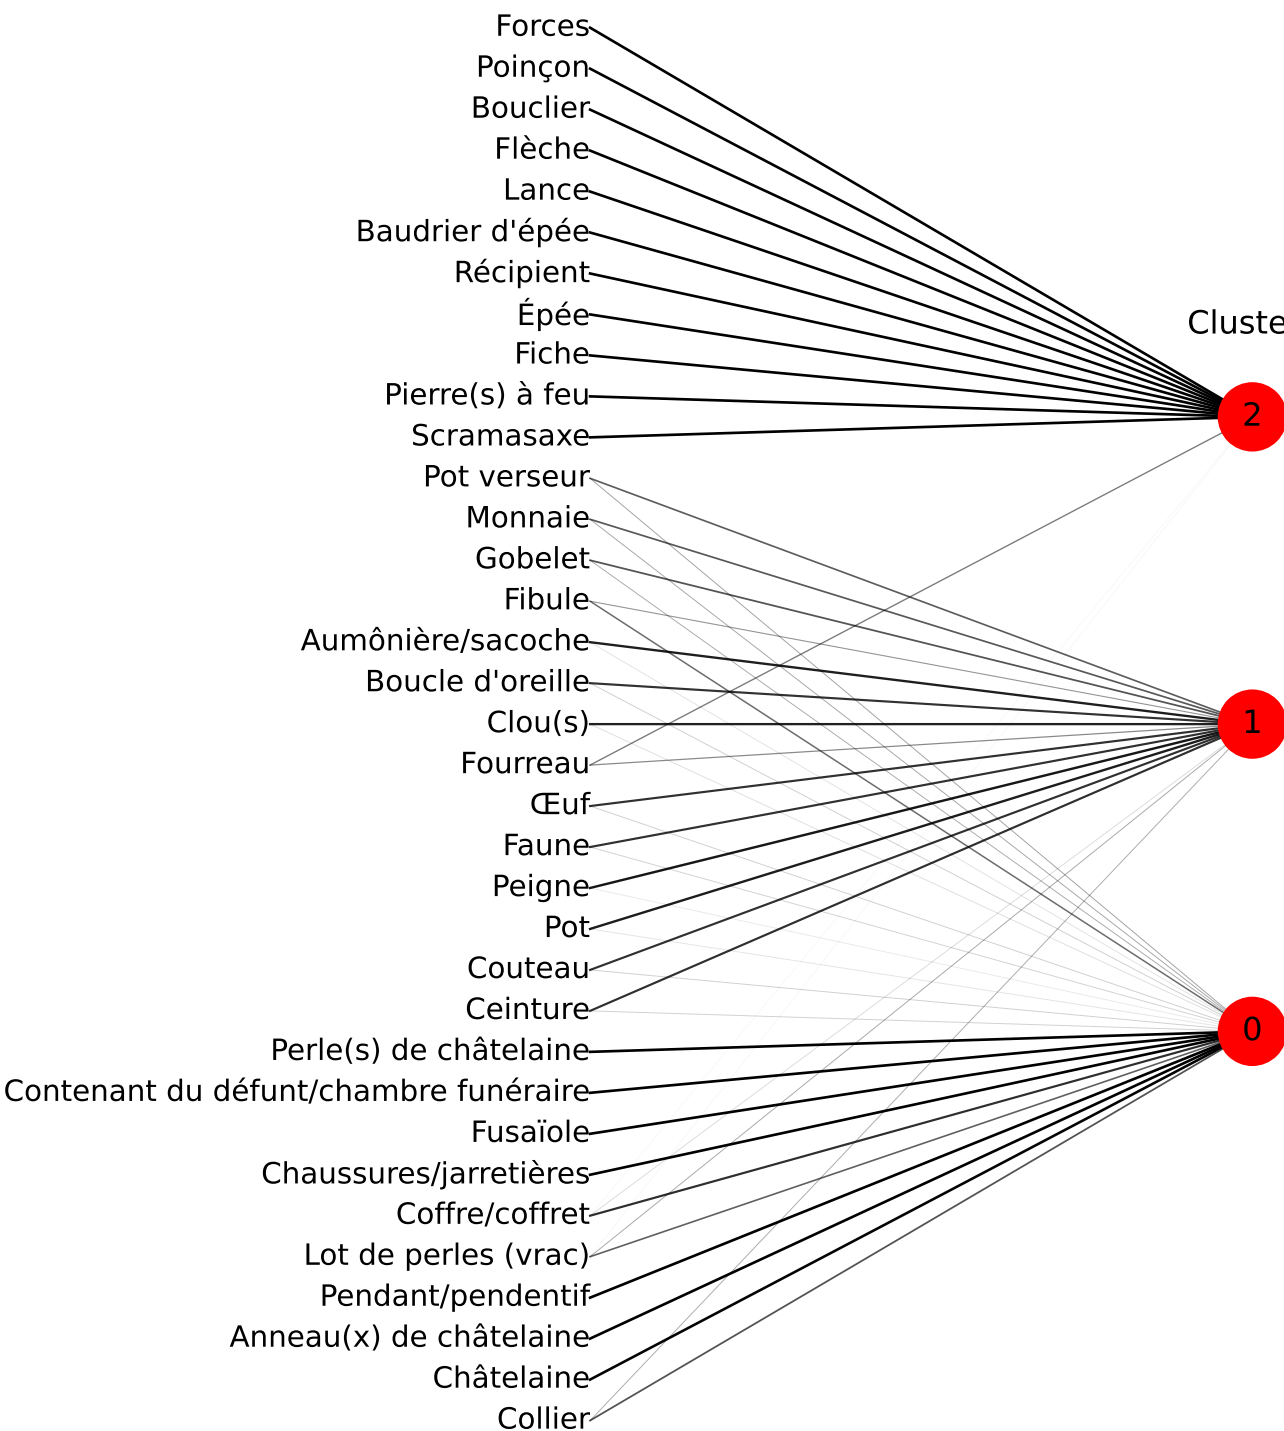 Forces
Poinçon
Bouclier
Flèche
Lance
Baudrier d'épée
Récipient
Épée
Fiche
Pierre(s) à feu
Scramasaxe
Pot verseur
Monnaie
Gobelet
Fibule
Aumônière/sacoche
Boucle d'oreille
Clou(s)
Fourreau
Œuf
Faune
Peigne
Pot
Couteau
Ceinture
Perle(s) de châtelaine
Contenant du défunt/chambre funéraire
Fusaïole
Chaussures/jarretières
Coffre/coffret
Lot de perles (vrac)
Pendant/pendentif
Anneau(x) de châtelaine
Châtelaine
Collier
Cluste
2
1
0